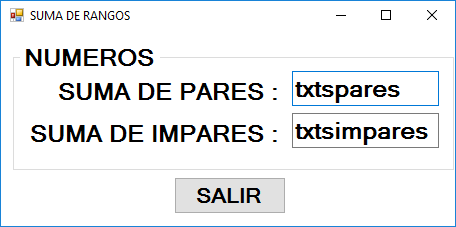 SUMA DE RANGOS
NUMEROS
SUMA DE PARES : txtspares
SUMA DE IMPARES : txtsimpares
SALIR